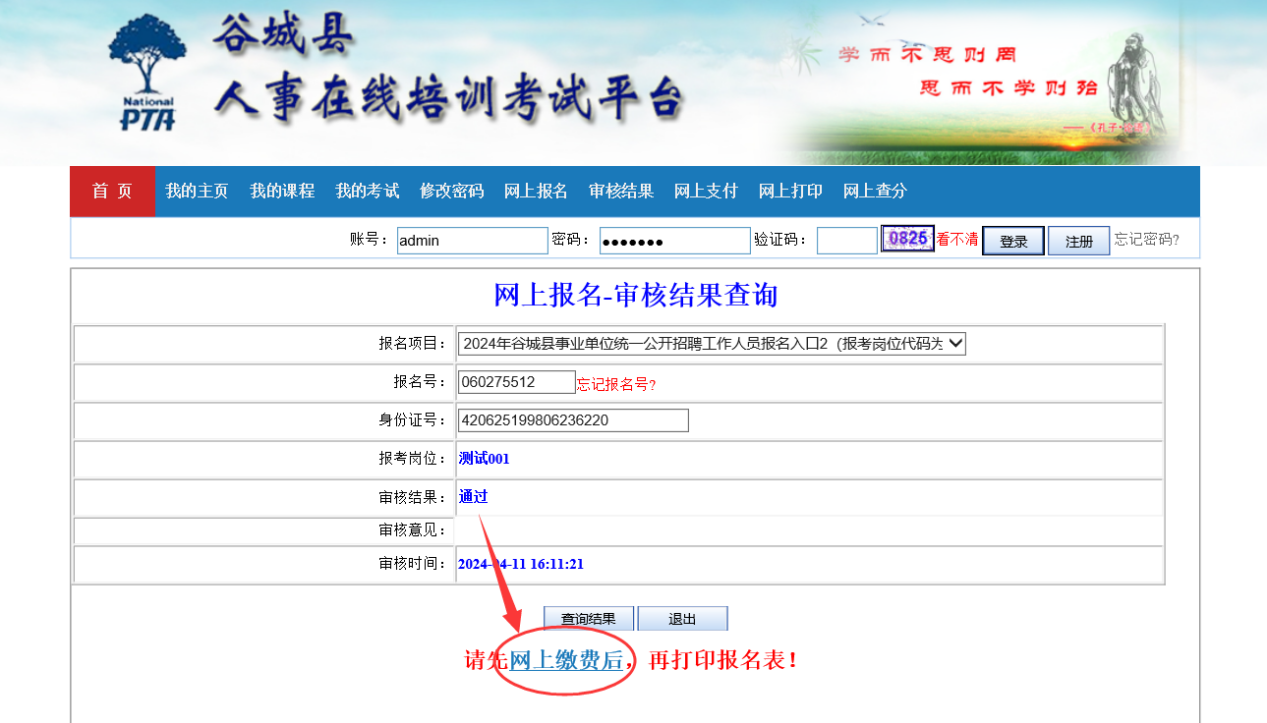 谷城县
人事在线培训考试平台
National
PTA
学而不思则罔
思而不学则殆
首 页 我的主页 我的课程 我的考试 修改密码 网上报名 审核结果 网上支付 网上打印 网上查分
账号： admin 密码： ●●●●●●● 验证码： 0825 看不清 登录 注册 忘记密码?
网上报名-审核结果查询
报名项目： 2024年谷城县事业单位统一公开招聘工作人员报名入口2（报考岗位代码为
报名号： 060275512 忘记报名号?
身份证号： 420625199806236220
报考岗位： 测试001
审核结果： 通过
审核意见：
审核时间： 2024-04-11 16:11:21
查询结果 退出
请先网上缴费后，再打印报名表！